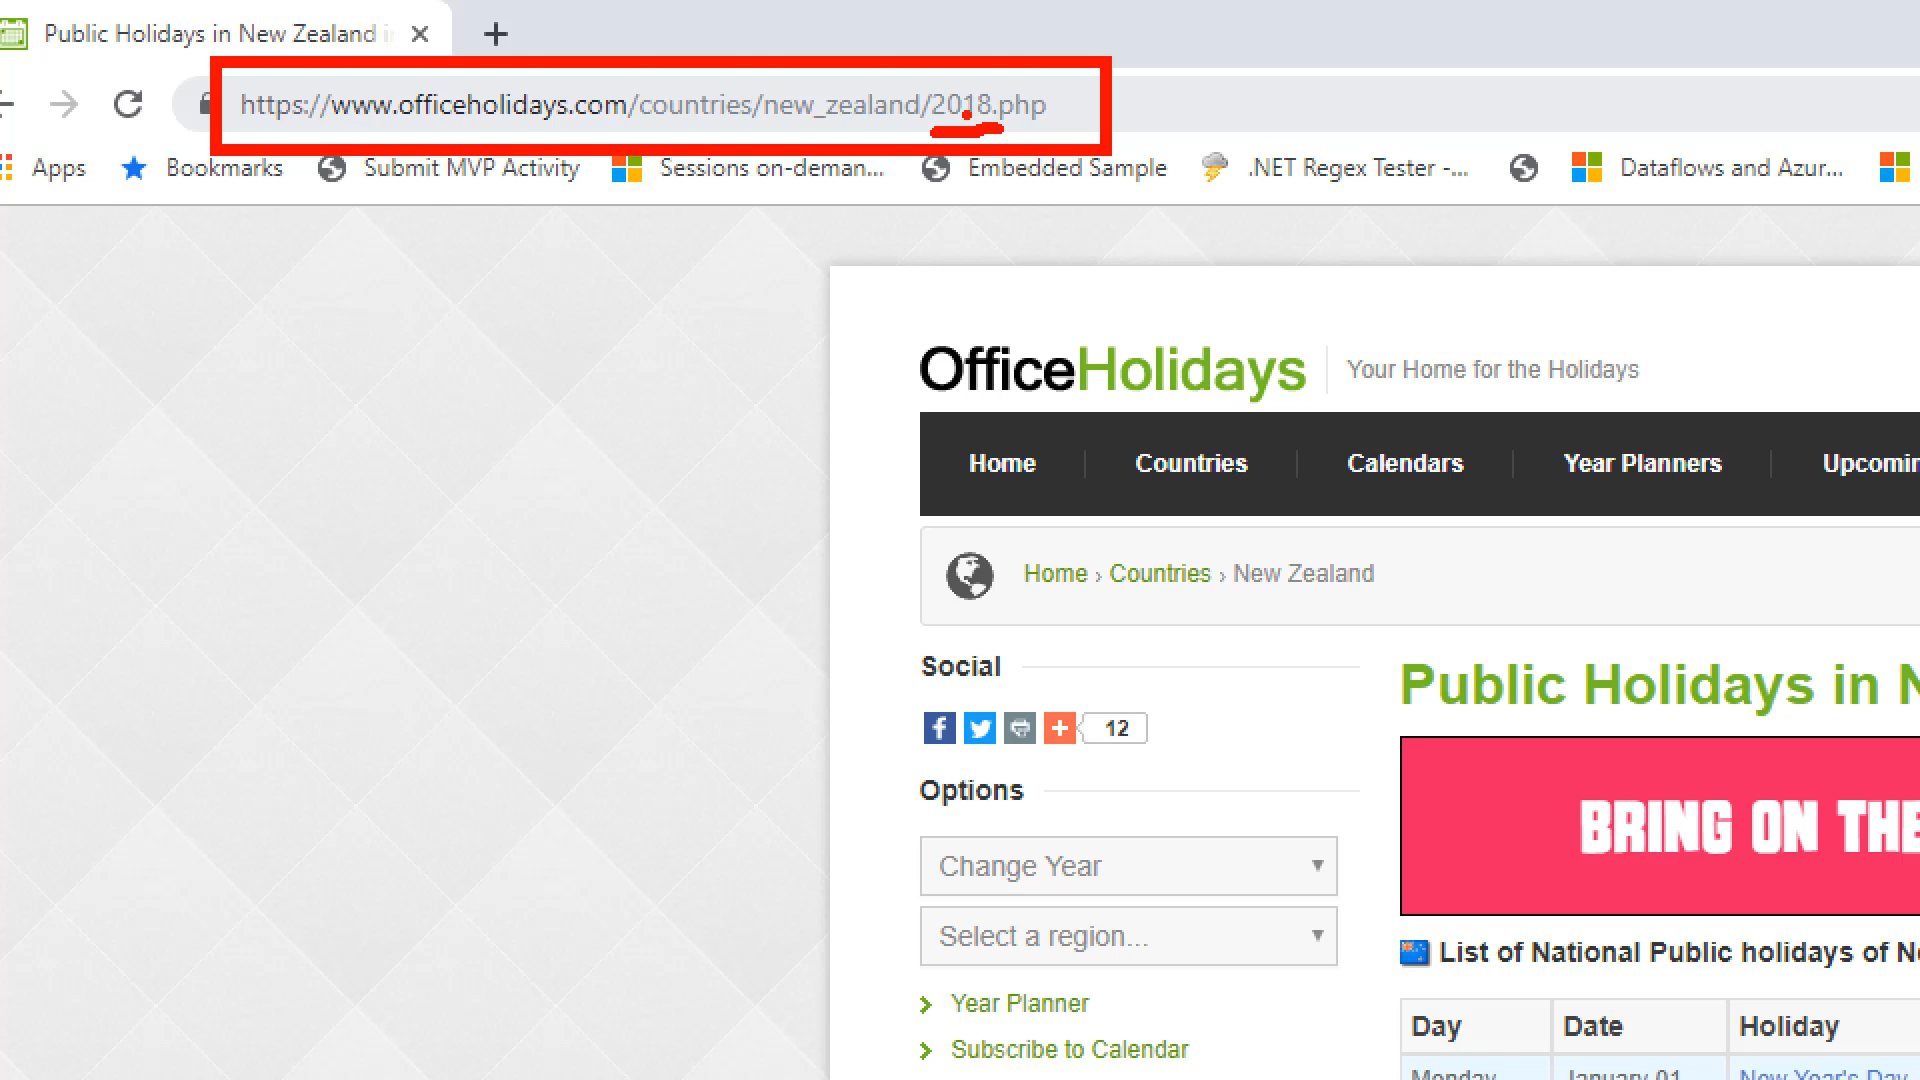 Public Holidays in New Zealand
https://www.officeholidays.com/countries/new_zealand/2018.php
Apps
Bookmarks
Submit MVP Activity
Sessions on-deman...
Embedded Sample
.NET Regex Tester -...
Dataflows and Azur...
OfficeHolidays
Your Home for the Holidays
Home
Countries
Calendars
Year Planners
Upcomin
Home › Countries › New Zealand
Social
12
Public Holidays in N
Options
BRING ON THE
Change Year
Select a region...
List of National Public holidays of Ne
Year Planner
Day Date Holiday
Subscribe to Calendar
Monday January 01 New Year's Day